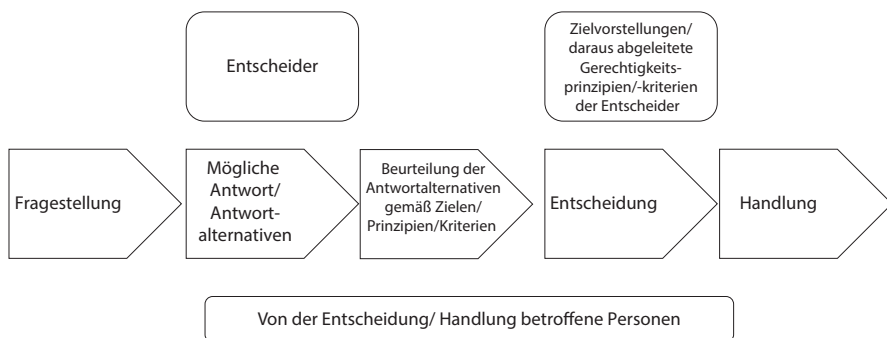 Entscheider
Zielvorstellungen/
daraus abgeleitete
Gerechtigkeits-
prinzipien/-kriterien
der Entscheider
Fragestellung
Mögliche
Antwort/
Antwort-
alternativen
Beurteilung der
Antwortalternativen
gemäß Zielen/
Prinzipien/Kriterien
Entscheidung
Handlung
Von der Entscheidung/ Handlung betroffene Personen